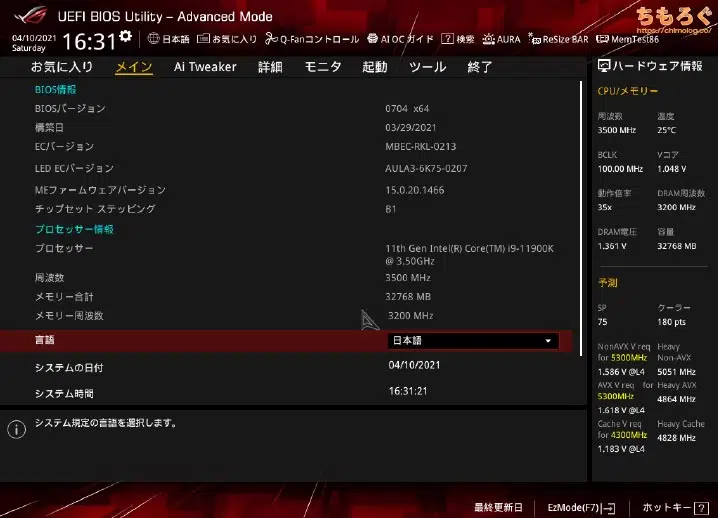 UEFI BIOS Utility – Advanced Mode
ちもろぐ
https://chimolog.co/
04/10/2021
Saturday
16:31
日本語 お気に入り Q-Fanコントロール AI OC ガイド ? 検索 AURA ReSize BAR MemTest86
お気に入り メイン Ai Tweaker 詳細 モニタ 起動 ツール 終了
BIOS情報
BIOSバージョン 0704 x64
構築日 03/29/2021
ECバージョン MBEC-RKL-0213
LED ECバージョン AULA3-6K75-0207
MEファームウェアバージョン 15.0.20.1466
チップセット ステッピング B1
プロセッサー情報
プロセッサー 11th Gen Intel(R) Core(TM) i9-11900K
@ 3.50GHz
周波数 3500 MHz
メモリー合計 32768 MB
メモリー周波数 3200 MHz
言語 日本語
システムの日付 04/10/2021
システム時間 16:31:21
システム規定の言語を選択します。
ハードウェア情報
CPU/メモリー
周波数 温度
3500 MHz 25°C
BCLK Vコア
100.00 MHz 1.048 V
動作倍率 DRAM周波数
35x 3200 MHz
DRAM電圧 容量
1.361 V 32768 MB
予測
SP クーラー
75 180 pts
NonAVX V req Heavy
for 5300MHz Non-AVX
1.586 V @L4 5051 MHz
AVX V req for Heavy AVX
5300MHz 4864 MHz
1.618 V @L4
Cache V req Heavy Cache
for 4300MHz 4828 MHz
1.183 V @L4
最終更新日 EzMode(F7) ホットキー ?